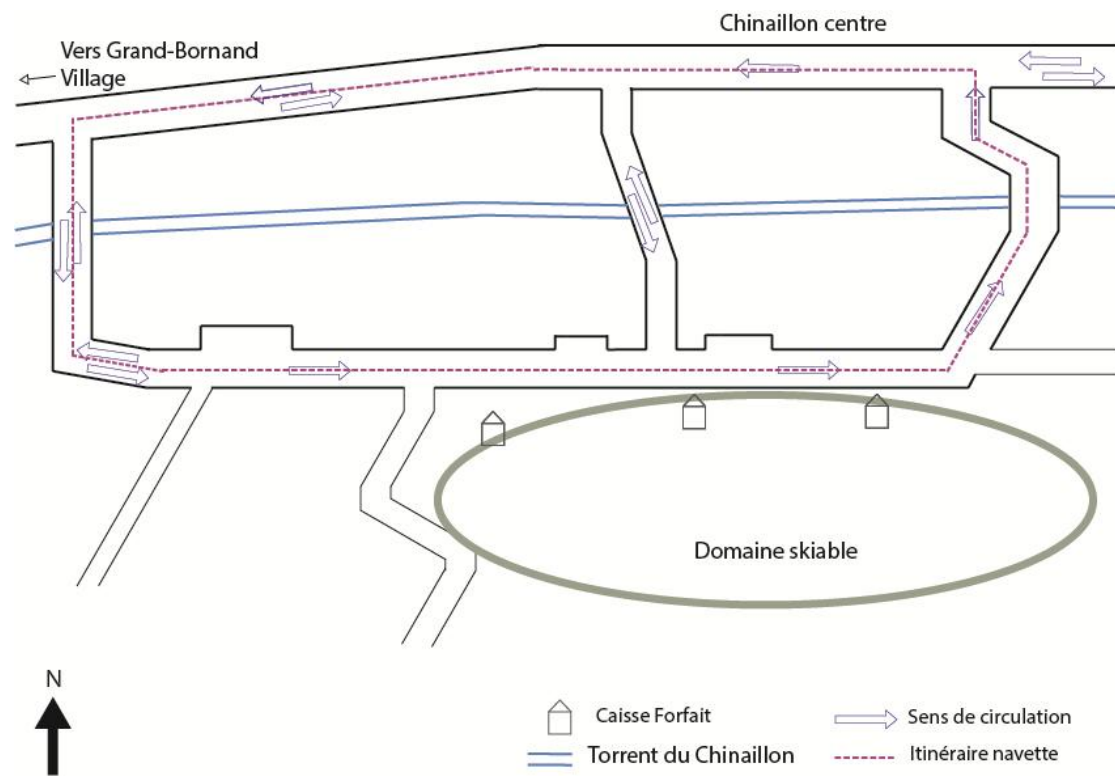 Chinaillon centre
Vers Grand-Bornand
Village
Domaine skiable
N
Caisse Forfait
Sens de circulation
Torrent du Chinaillon
Itinéraire navette